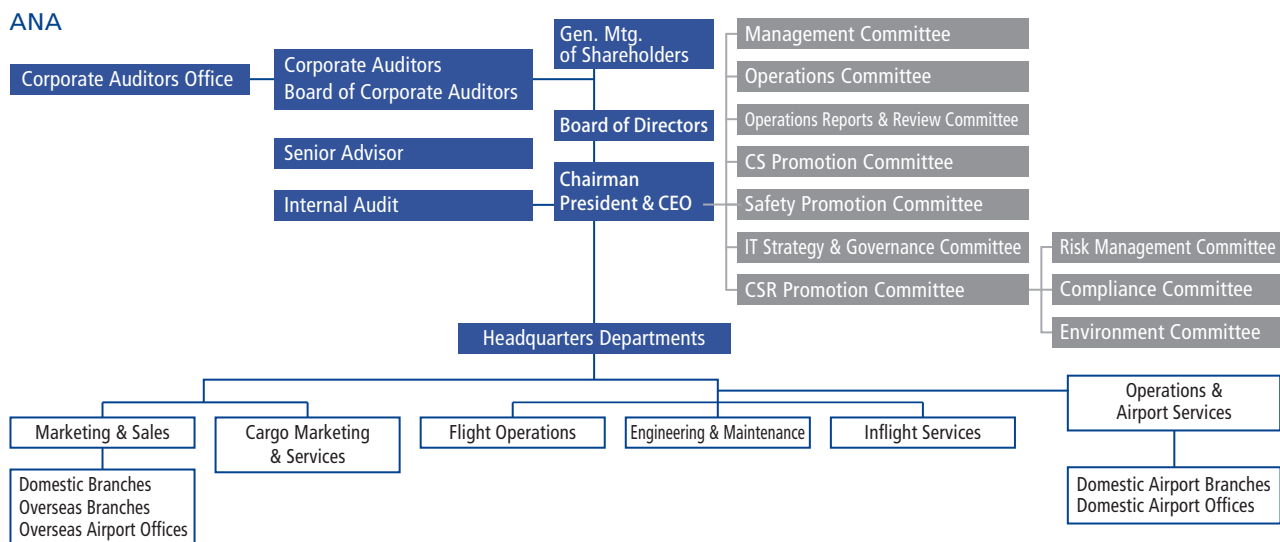 ANA
Gen. Mtg.
of Shareholders
Corporate Auditors Office
Corporate Auditors
Board of Corporate Auditors
Board of Directors
Senior Advisor
Chairman
President & CEO
Internal Audit
Management Committee
Operations Committee
Operations Reports & Review Committee
CS Promotion Committee
Safety Promotion Committee
IT Strategy & Governance Committee
CSR Promotion Committee
Risk Management Committee
Compliance Committee
Environment Committee
Headquarters Departments
Marketing & Sales
Cargo Marketing
& Services
Flight Operations
Engineering & Maintenance
Inflight Services
Operations &
Airport Services
Domestic Branches
Overseas Branches
Overseas Airport Offices
Domestic Airport Branches
Domestic Airport Offices